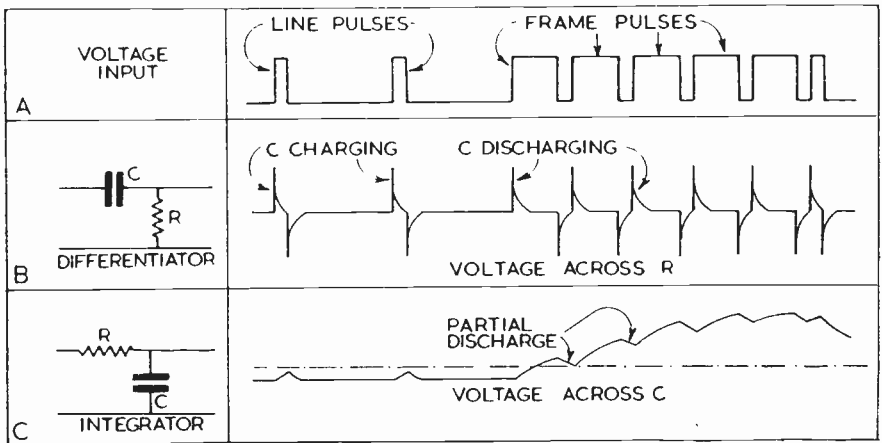 VOLTAGE
INPUT
A
LINE PULSES
FRAME PULSES
C
R
DIFFERENTIATOR
B
C CHARGING
C DISCHARGING
VOLTAGE ACROSS R
R
C
INTEGRATOR
C
PARTIAL
DISCHARGE
VOLTAGE ACROSS C